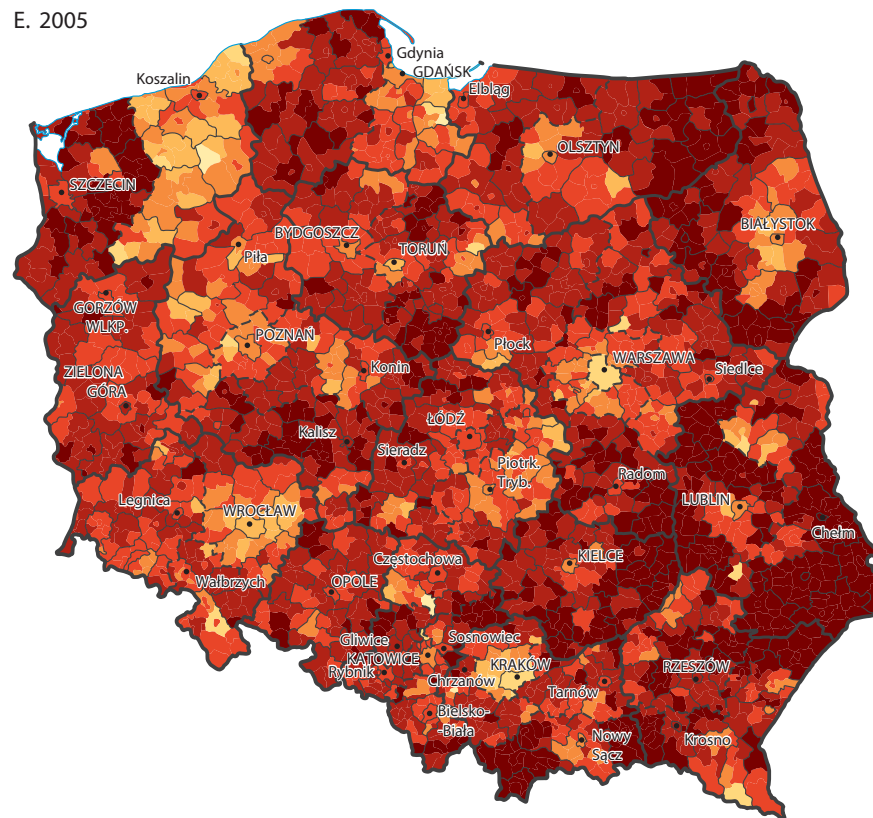 E. 2005
Gdynia
Koszalin
GDAŃSK
Elbląg
OLSZTYN
SZCZECIN
BIAŁYSTOK
BYDGOSZCZ
TORUŃ
Piła
GORZÓW
WLKP.
POZNAŃ
Płock
WARSZAWA
Konin
Siedlce
ZIELONA
GÓRA
ŁÓDŹ
Kalisz
Sieradz
Piotrk.
Tryb.
Radom
Legnica
LUBLIN
WROCŁAW
Chełm
Częstochowa
KIELCE
Wałbrzych
OPOLE
Gliwice
Sosnowiec
KATOWICE
KRAKÓW
RZESZÓW
Rybnik
Chrzanów
Tarnów
Bielsko-
-Biała
Nowy
Sącz
Krosno